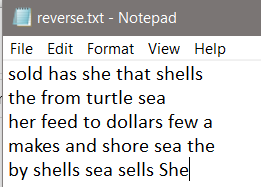 reverse.txt - Notepad
File Edit Format View Help
sold has she that shells
the from turtle sea
her feed to dollars few a
makes and shore sea the
by shells sea sells She